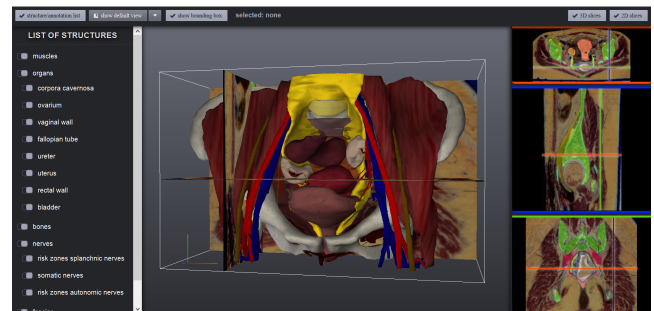 structure/annotation list show default view show bounding box selected: none 3D slices 2D slices
LIST OF STRUCTURES
muscles
organs
corpora cavernosa
ovarium
vaginal wall
fallopian tube
ureter
uterus
rectal wall
bladder
bones
nerves
risk zones splanchnic nerves
somatic nerves
risk zones autonomic nerves